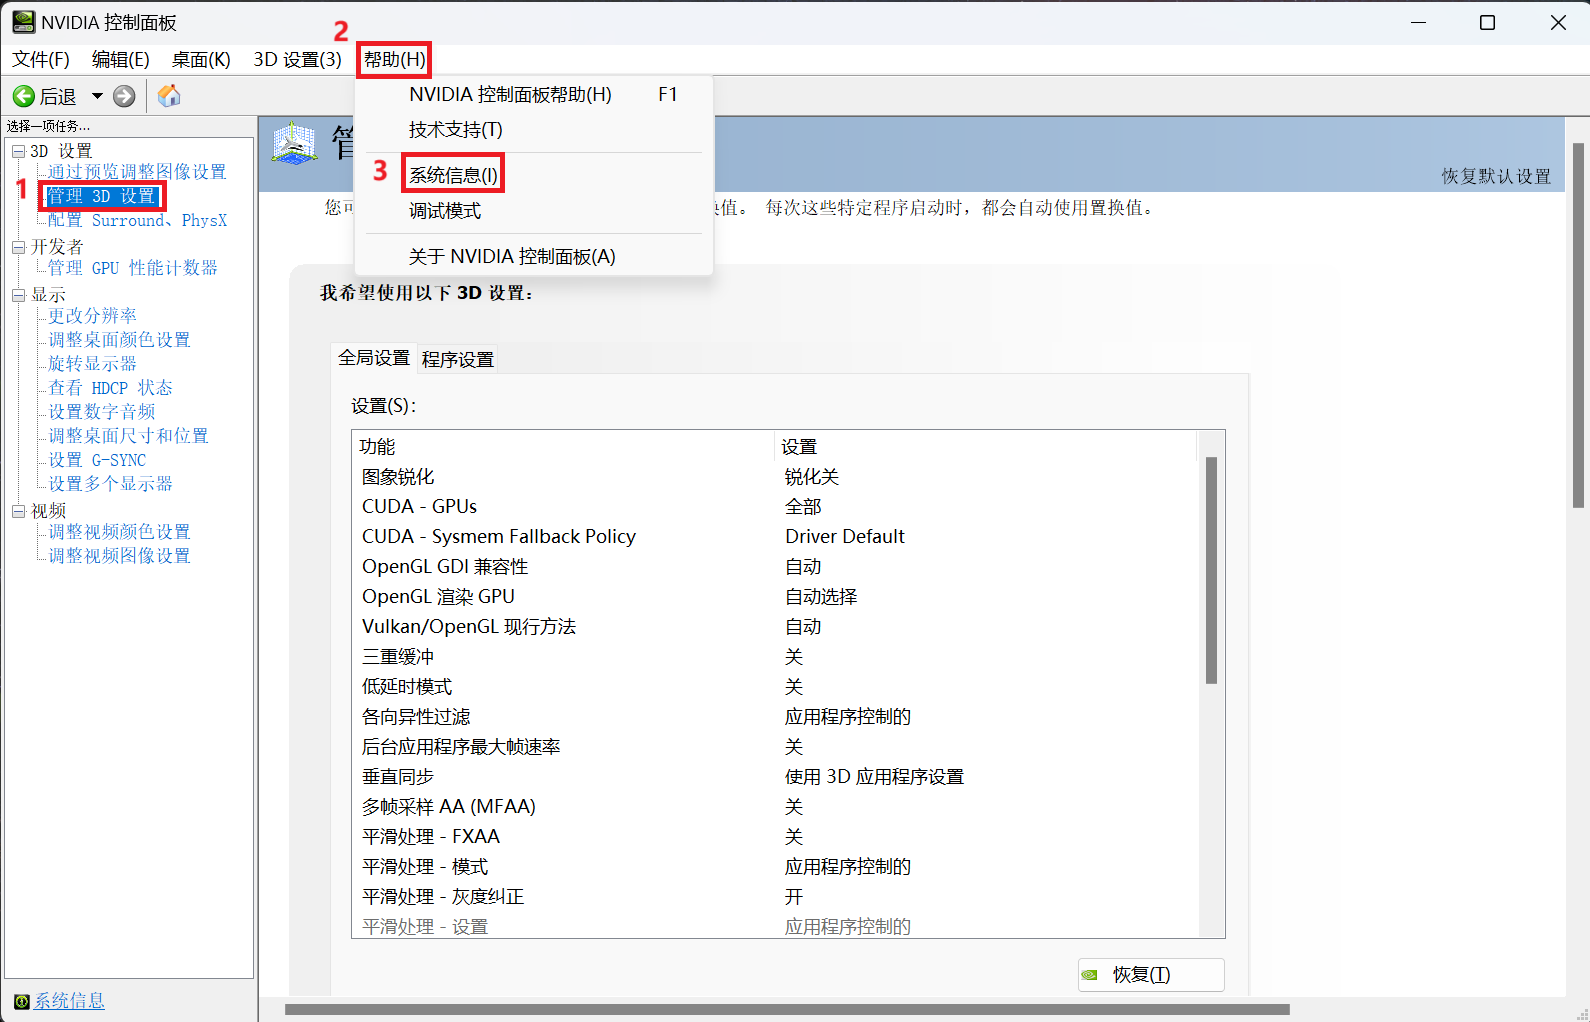 NVIDIA 控制面板
2
文件(F) 编辑(E) 桌面(K) 3D 设置(3) 帮助(H)
后退
NVIDIA 控制面板帮助(H) F1
技术支持(T)
3 系统信息(I)
调试模式
关于 NVIDIA 控制面板(A)
选择一项任务...
3D 设置
通过预览调整图像设置
1 管理 3D 设置
配置 Surround、PhysX
开发者
管理 GPU 性能计数器
显示
更改分辨率
调整桌面颜色设置
旋转显示器
查看 HDCP 状态
设置数字音频
调整桌面尺寸和位置
设置 G-SYNC
设置多个显示器
视频
调整视频颜色设置
调整视频图像设置
系统信息
管
恢复默认设置
您可 换值。 每次这些特定程序启动时，都会自动使用置换值。
我希望使用以下 3D 设置：
全局设置 程序设置
设置(S)：
功能 设置
图象锐化 锐化关
CUDA - GPUs 全部
CUDA - Sysmem Fallback Policy Driver Default
OpenGL GDI 兼容性 自动
OpenGL 渲染 GPU 自动选择
Vulkan/OpenGL 现行方法 自动
三重缓冲 关
低延时模式 关
各向异性过滤 应用程序控制的
后台应用程序最大帧速率 关
垂直同步 使用 3D 应用程序设置
多帧采样 AA (MFAA) 关
平滑处理 - FXAA 关
平滑处理 - 模式 应用程序控制的
平滑处理 - 灰度纠正 开
平滑处理 - 设置 应用程序控制的
恢复(T)